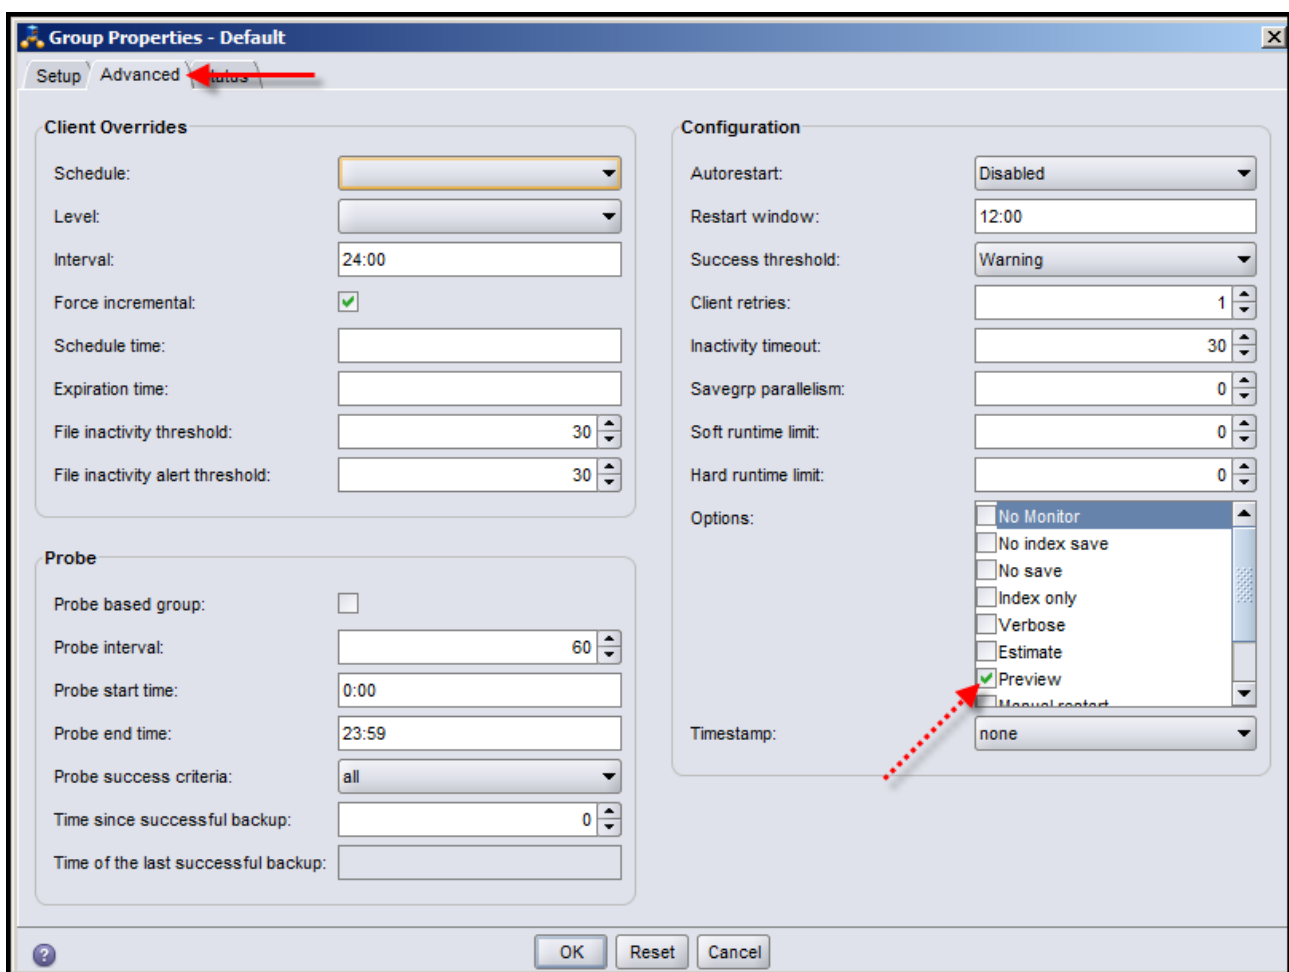 Group Properties - Default
Setup
Advanced
Status
Client Overrides
Schedule:
Level:
Interval: 24:00
Force incremental:
Schedule time:
Expiration time:
File inactivity threshold: 30
File inactivity alert threshold: 30
Probe
Probe based group:
Probe interval: 60
Probe start time: 0:00
Probe end time: 23:59
Probe success criteria: all
Time since successful backup: 0
Time of the last successful backup:
Configuration
Autorestart: Disabled
Restart window: 12:00
Success threshold: Warning
Client retries: 1
Inactivity timeout: 30
Savegrp parallelism: 0
Soft runtime limit: 0
Hard runtime limit: 0
Options:
No Monitor
No index save
No save
Index only
Verbose
Estimate
Preview
Manual restart
Timestamp: none
?
OK
Reset
Cancel